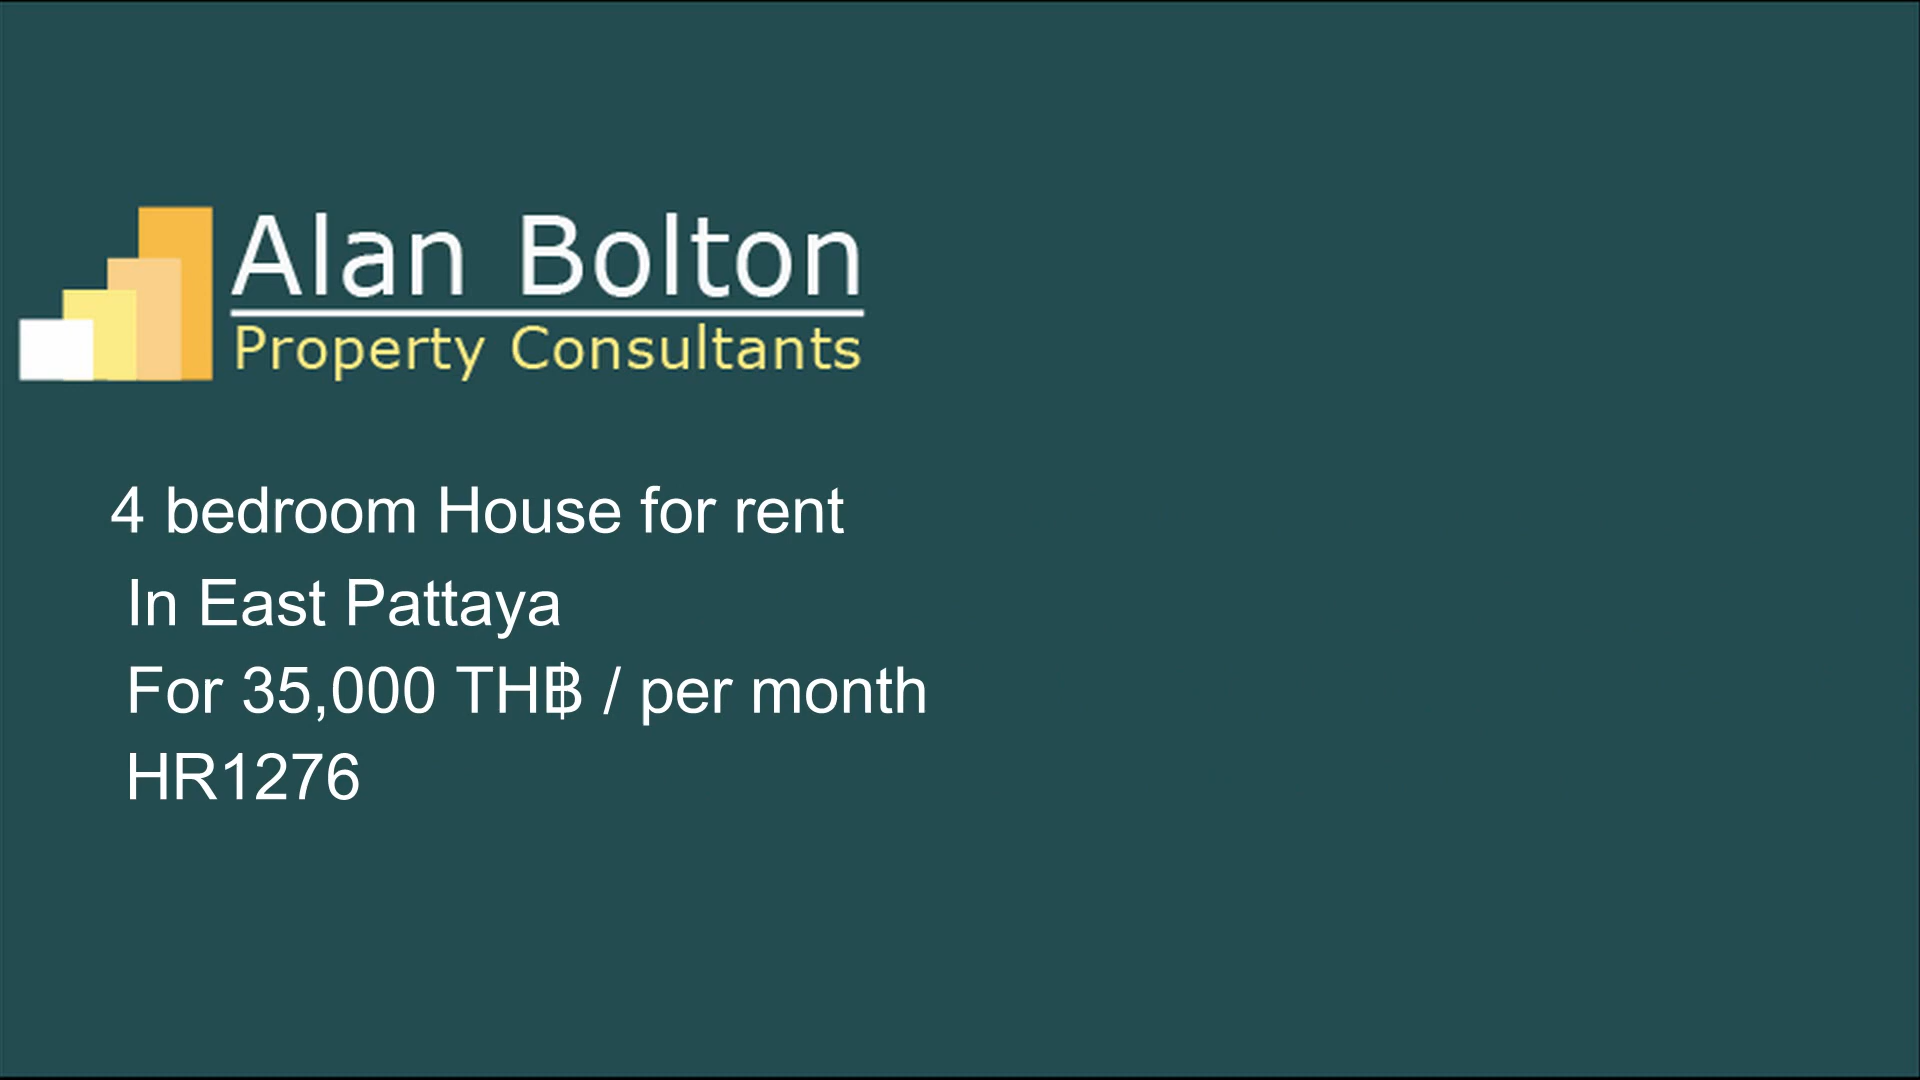 Alan Bolton
Property Consultants
4 bedroom House for rent
In East Pattaya
For 35,000 TH฿ / per month
HR1276